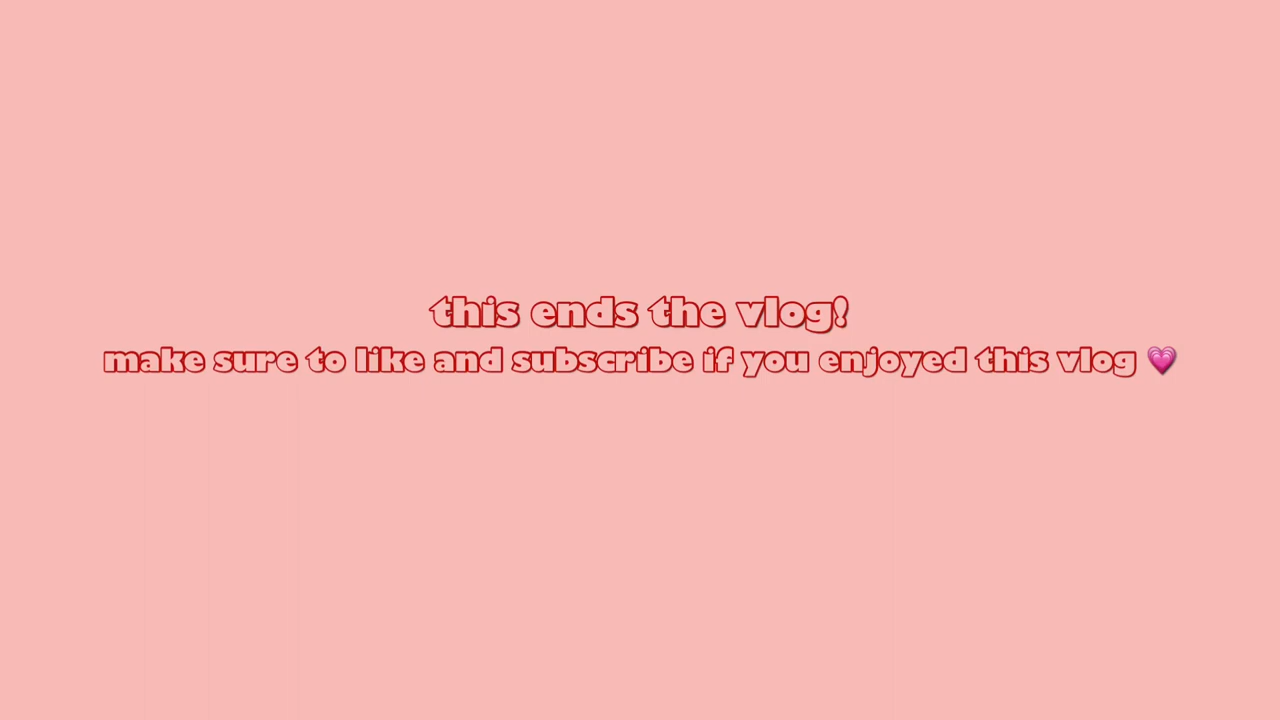 this ends the vlog!
make sure to like and subscribe if you enjoyed this vlog 💗